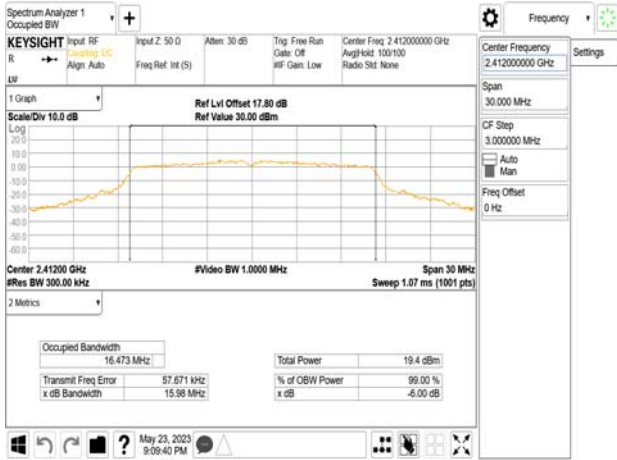 Spectrum Analyzer 1
Occupied BW
+
Frequency
KEYSIGHT Input: RF Input Z: 50 Ω Atten: 30 dB Trig: Free Run Center Freq: 2.412000000 GHz
R Coupling: DC Gate: Off Avg|Hold: 100/100
Align: Auto Freq Ref: Int (S) #IF Gain: Low Radio Std: None
Center Frequency
2.412000000 GHz
Settings
Span
30.000 MHz
CF Step
3.000000 MHz
Auto
Man
Freq Offset
0 Hz
1 Graph
Ref Lvl Offset 17.80 dB
Scale/Div 10.0 dB Ref Value 30.00 dBm
Log
20.0
10.0
0.00
-10.0
-20.0
-30.0
-40.0
-50.0
-60.0
Center 2.41200 GHz #Video BW 1.0000 MHz Span 30 MHz
#Res BW 300.00 kHz Sweep 1.07 ms (1001 pts)
2 Metrics
Occupied Bandwidth
16.473 MHz Total Power 19.4 dBm
Transmit Freq Error 57.671 kHz % of OBW Power 99.00 %
x dB Bandwidth 15.98 MHz x dB -6.00 dB
? May 23, 2023
9:09:40 PM